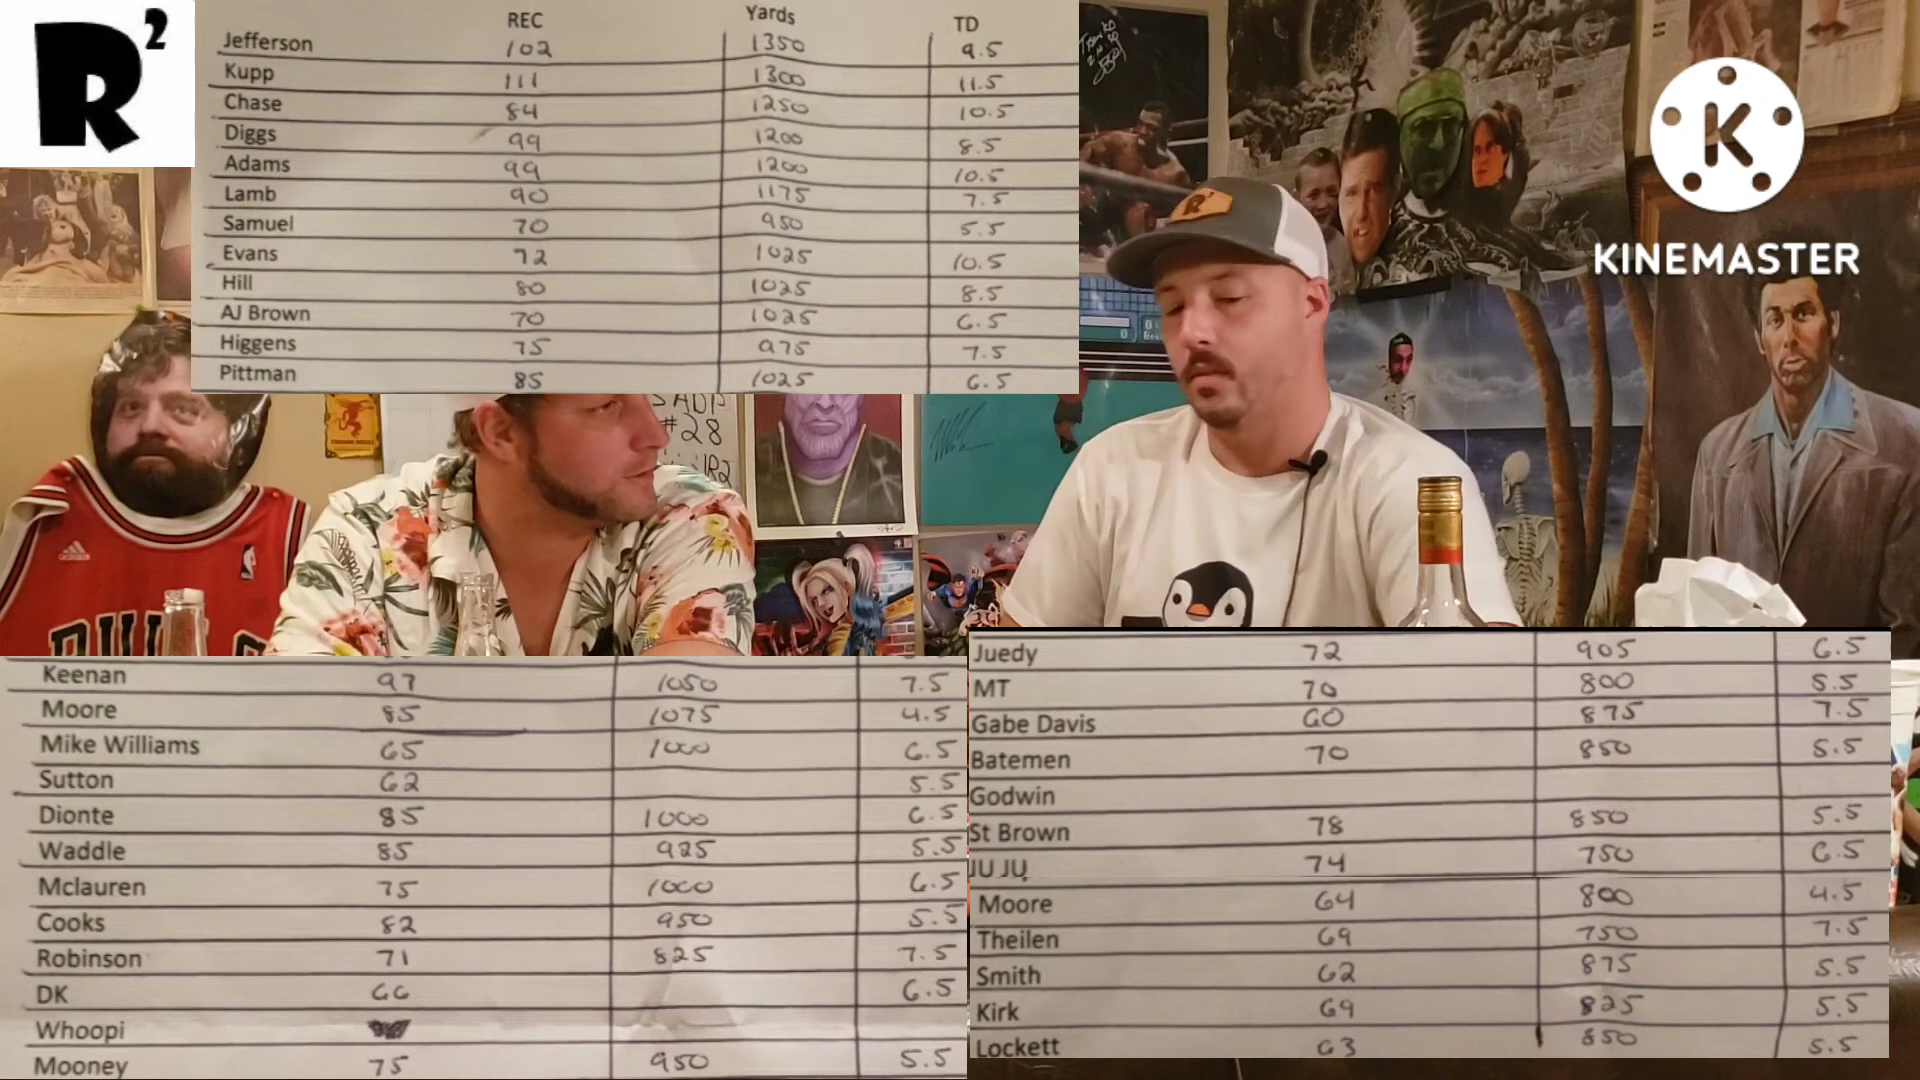 R²
REC Yards TD
Jefferson 102 1350 9.5
Kupp 111 1300 11.5
Chase 84 1250 10.5
Diggs 99 1200 8.5
Adams 99 1200 10.5
Lamb 90 1175 7.5
Samuel 70 950 5.5
Evans 72 1025 10.5
Hill 80 1025 8.5
AJ Brown 70 1025 6.5
Higgens 75 975 7.5
Pittman 85 1025 6.5
K
KINEMASTER
R²
ADP
#28
R2
adidas
BULL
Keenan 97 1050 7.5
Moore 85 1075 4.5
Mike Williams 65 1000 6.5
Sutton 62 5.5
Dionte 85 1000 6.5
Waddle 85 925 5.5
Mclauren 75 1000 6.5
Cooks 82 950 5.5
Robinson 71 825 7.5
DK 66 6.5
Whoopi
Mooney 75 950 5.5
Juedy 72 905 6.5
MT 70 800 5.5
Gabe Davis 60 875 7.5
Batemen 70 850 5.5
Godwin
St Brown 78 850 5.5
JU JU 74 750 6.5
Moore 64 800 4.5
Theilen 69 750 7.5
Smith 62 875 5.5
Kirk 69 825 5.5
Lockett 63 850 5.5